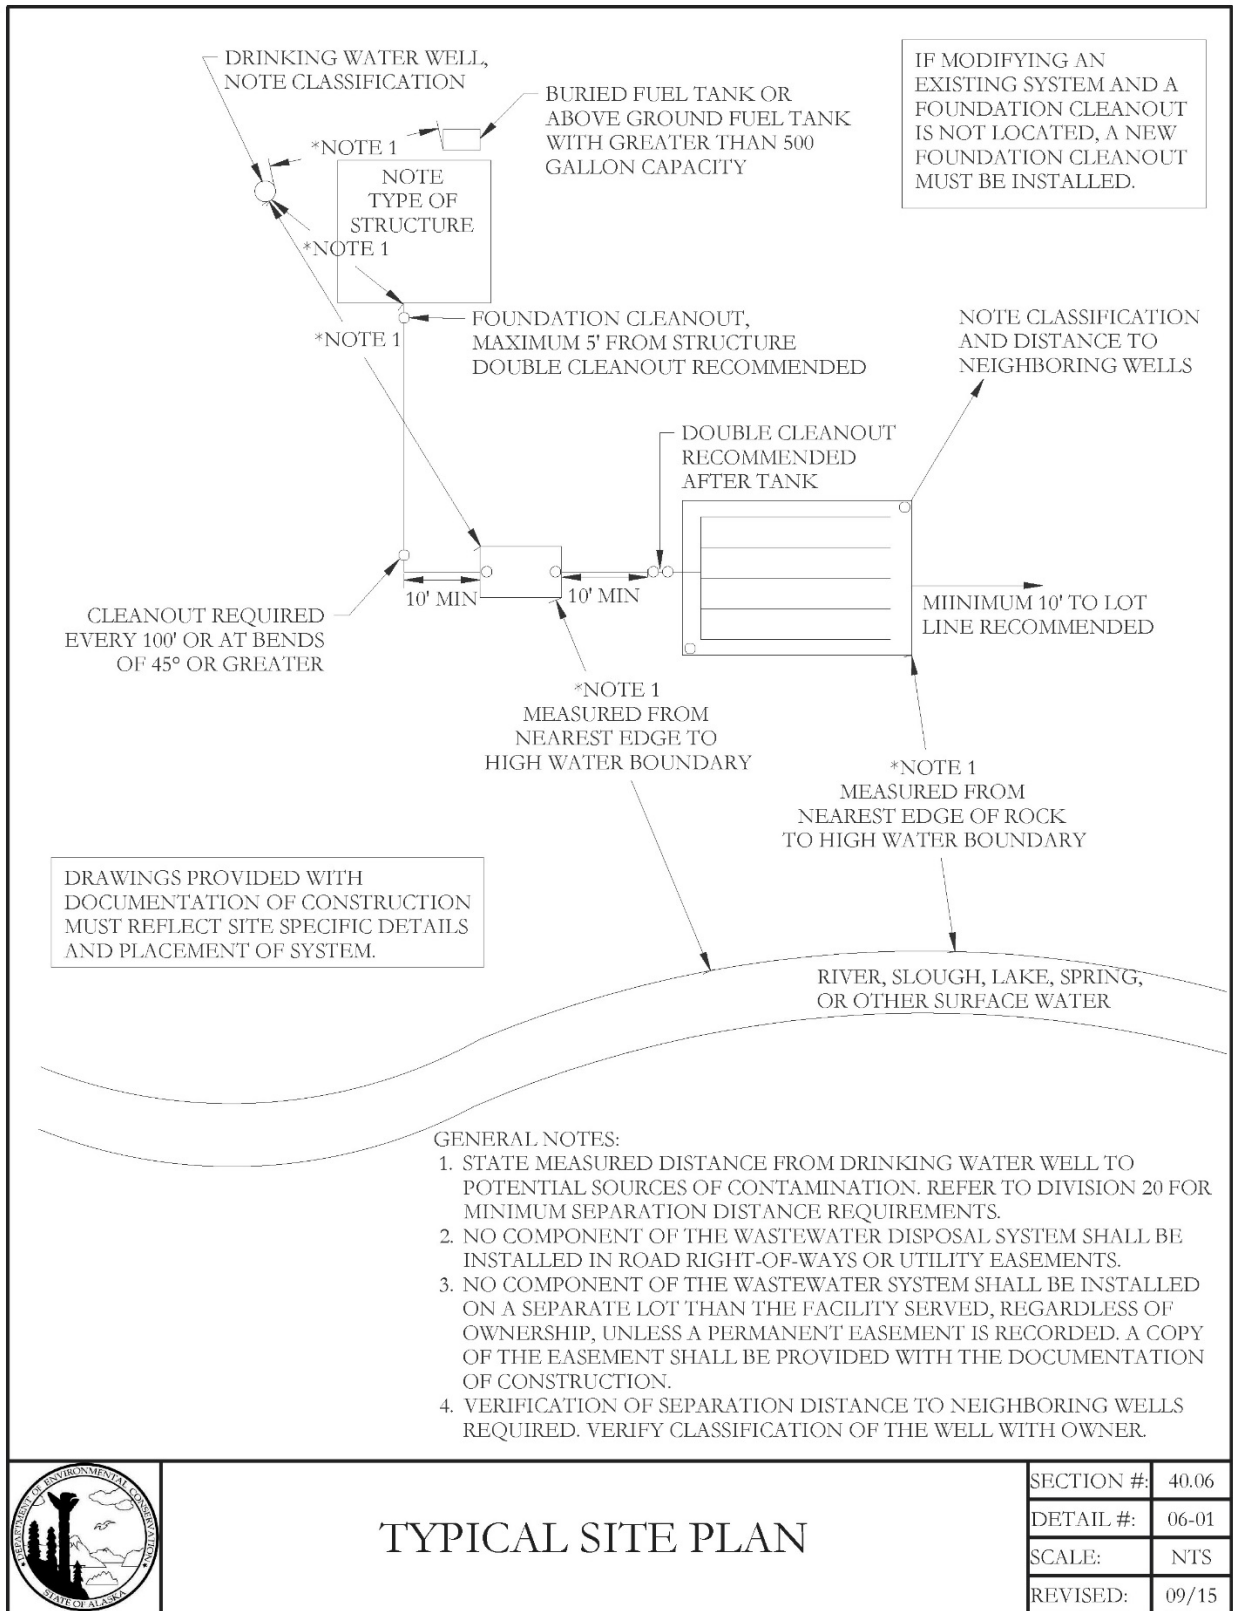 DRINKING WATER WELL,
NOTE CLASSIFICATION
BURIED FUEL TANK OR
ABOVE GROUND FUEL TANK
WITH GREATER THAN 500
GALLON CAPACITY
IF MODIFYING AN
EXISTING SYSTEM AND A
FOUNDATION CLEANOUT
IS NOT LOCATED, A NEW
FOUNDATION CLEANOUT
MUST BE INSTALLED.
*NOTE 1
NOTE
TYPE OF
STRUCTURE
*NOTE 1
*NOTE 1
FOUNDATION CLEANOUT,
MAXIMUM 5' FROM STRUCTURE
DOUBLE CLEANOUT RECOMMENDED
NOTE CLASSIFICATION
AND DISTANCE TO
NEIGHBORING WELLS
DOUBLE CLEANOUT
RECOMMENDED
AFTER TANK
10' MIN
10' MIN
CLEANOUT REQUIRED
EVERY 100' OR AT BENDS
OF 45° OR GREATER
MIINIMUM 10' TO LOT
LINE RECOMMENDED
*NOTE 1
MEASURED FROM
NEAREST EDGE TO
HIGH WATER BOUNDARY
*NOTE 1
MEASURED FROM
NEAREST EDGE OF ROCK
TO HIGH WATER BOUNDARY
DRAWINGS PROVIDED WITH
DOCUMENTATION OF CONSTRUCTION
MUST REFLECT SITE SPECIFIC DETAILS
AND PLACEMENT OF SYSTEM.
RIVER, SLOUGH, LAKE, SPRING,
OR OTHER SURFACE WATER
GENERAL NOTES:
1. STATE MEASURED DISTANCE FROM DRINKING WATER WELL TO
POTENTIAL SOURCES OF CONTAMINATION. REFER TO DIVISION 20 FOR
MINIMUM SEPARATION DISTANCE REQUIREMENTS.
2. NO COMPONENT OF THE WASTEWATER DISPOSAL SYSTEM SHALL BE
INSTALLED IN ROAD RIGHT-OF-WAYS OR UTILITY EASEMENTS.
3. NO COMPONENT OF THE WASTEWATER SYSTEM SHALL BE INSTALLED
ON A SEPARATE LOT THAN THE FACILITY SERVED, REGARDLESS OF
OWNERSHIP, UNLESS A PERMANENT EASEMENT IS RECORDED. A COPY
OF THE EASEMENT SHALL BE PROVIDED WITH THE DOCUMENTATION
OF CONSTRUCTION.
4. VERIFICATION OF SEPARATION DISTANCE TO NEIGHBORING WELLS
REQUIRED. VERIFY CLASSIFICATION OF THE WELL WITH OWNER.
DEPARTMENT OF ENVIRONMENTAL CONSERVATION
STATE OF ALASKA
TYPICAL SITE PLAN
SECTION #: 40.06
DETAIL #: 06-01
SCALE: NTS
REVISED: 09/15